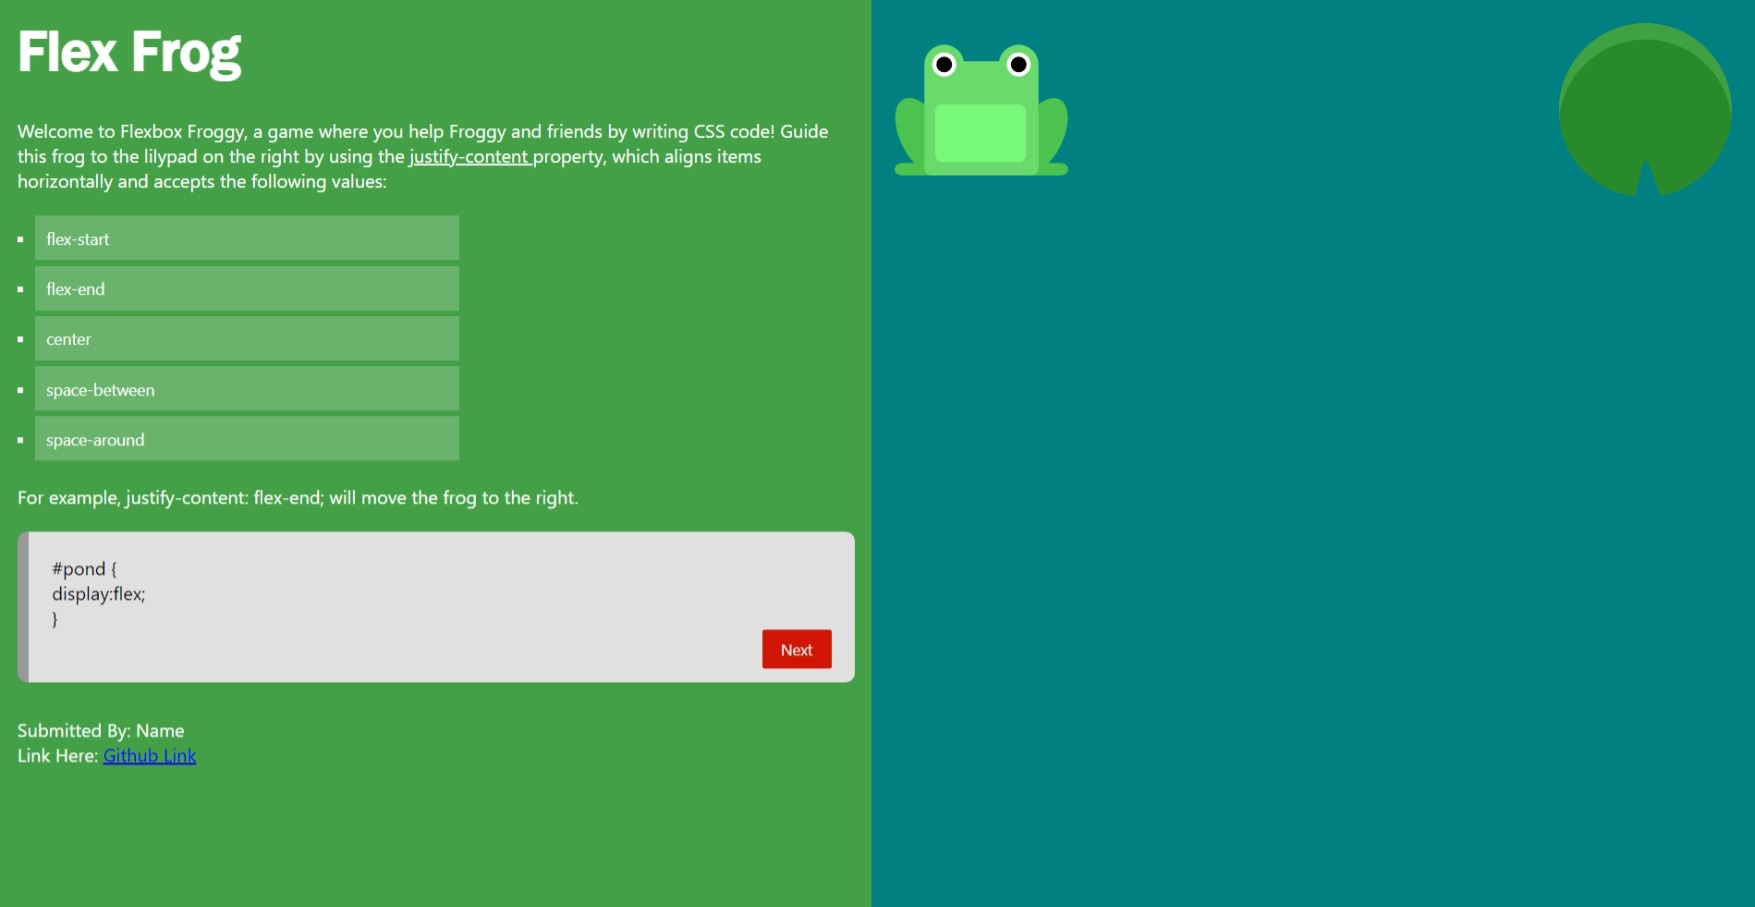 Flex Frog
Welcome to Flexbox Froggy, a game where you help Froggy and friends by writing CSS code! Guide
this frog to the lilypad on the right by using the justify-content property, which aligns items
horizontally and accepts the following values:
flex-start
flex-end
center
space-between
space-around
For example, justify-content: flex-end; will move the frog to the right.
#pond {
display:flex;
}
Next
Submitted By: Name
Link Here: Github Link